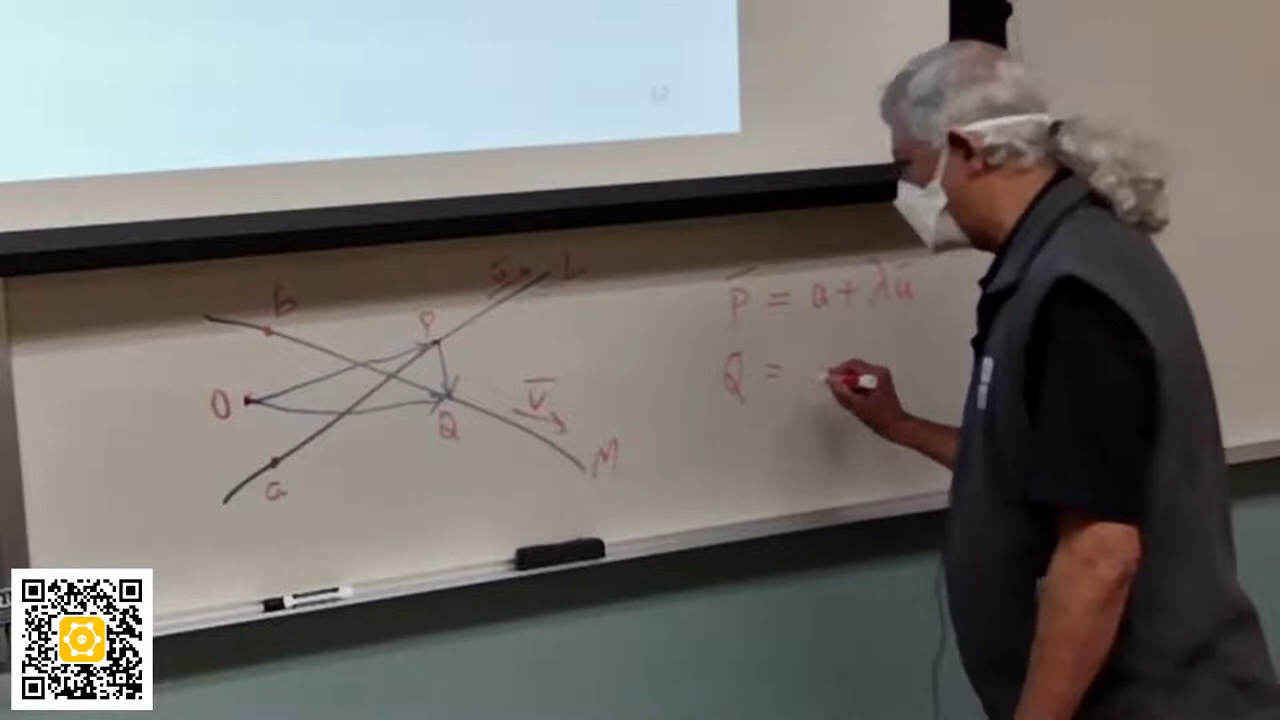 b
ū L
P
O
V̅
Q
a
M
P̅ = a + λū
Q =